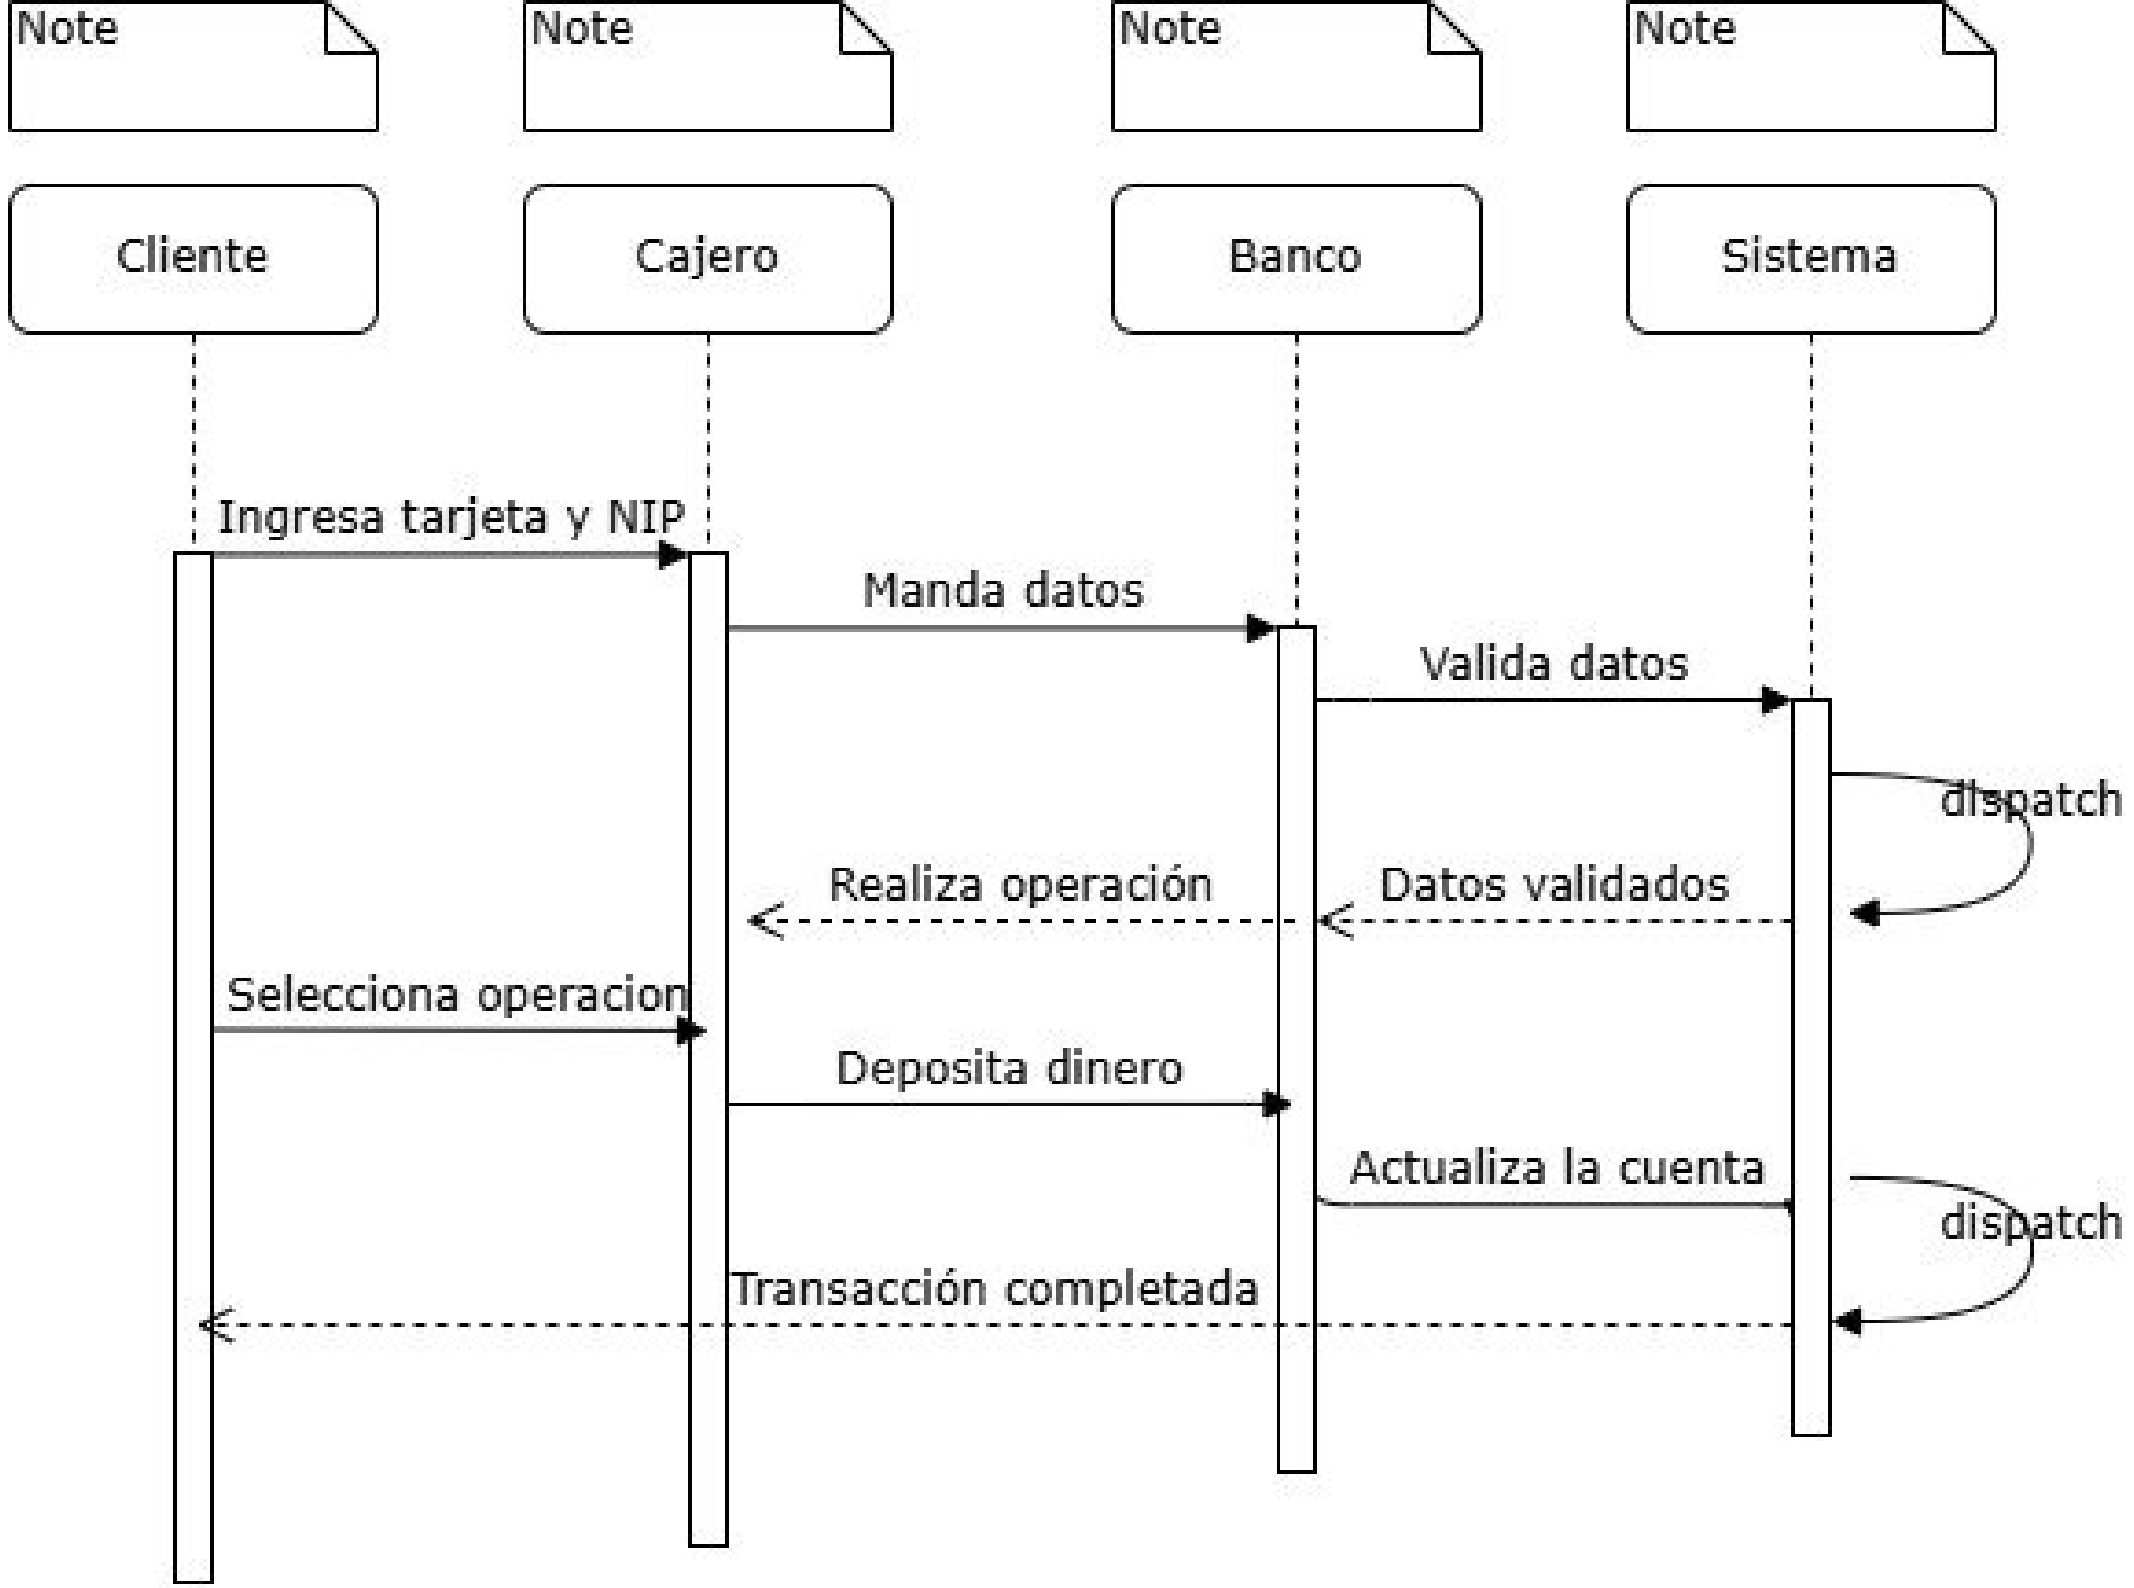 Note
Note
Note
Note
Cliente
Cajero
Banco
Sistema
Ingresa tarjeta y NIP
Manda datos
Valida datos
dispatch
Realiza operación
Datos validados
Selecciona operacion
Deposita dinero
Actualiza la cuenta
dispatch
Transacción completada